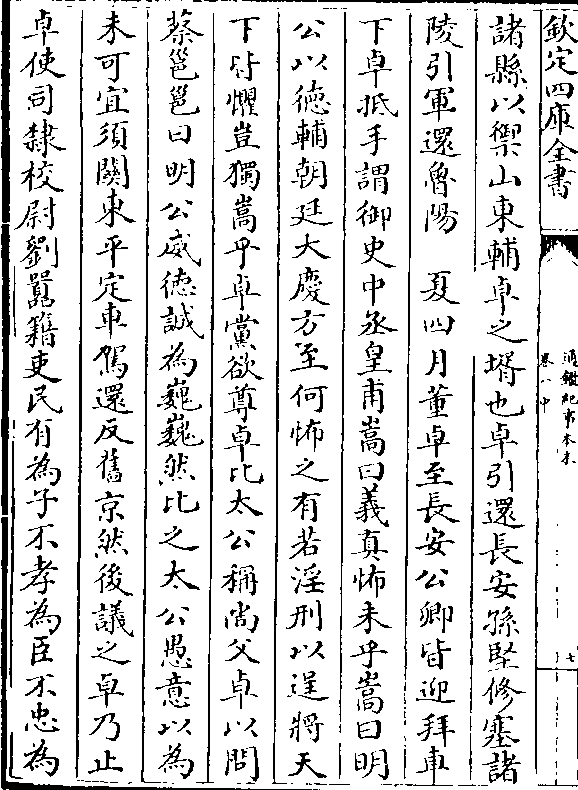 欽定四庫全書
通鑑紀事本末
卷八中
七
諸縣以禦山東輔卓之壻也卓引還長安孫堅修塞諸
陵引軍還魯陽　夏四月董卓至長安公卿皆迎拜車
下卓抵手謂御史中丞皇甫嵩曰義真怖未乎嵩曰明
公以徳輔朝廷大慶方至何怖之有若淫刑以逞將天
下皆懼豈獨嵩乎卓黨欲尊卓比太公稱尚父卓以問
蔡邕邕曰明公威徳誠為巍巍然比之太公愚意以為
未可宜須關東平定車駕還反舊京然後議之卓乃止
卓使司隸校尉劉嚻籍吏民有為子不孝為臣不忠為